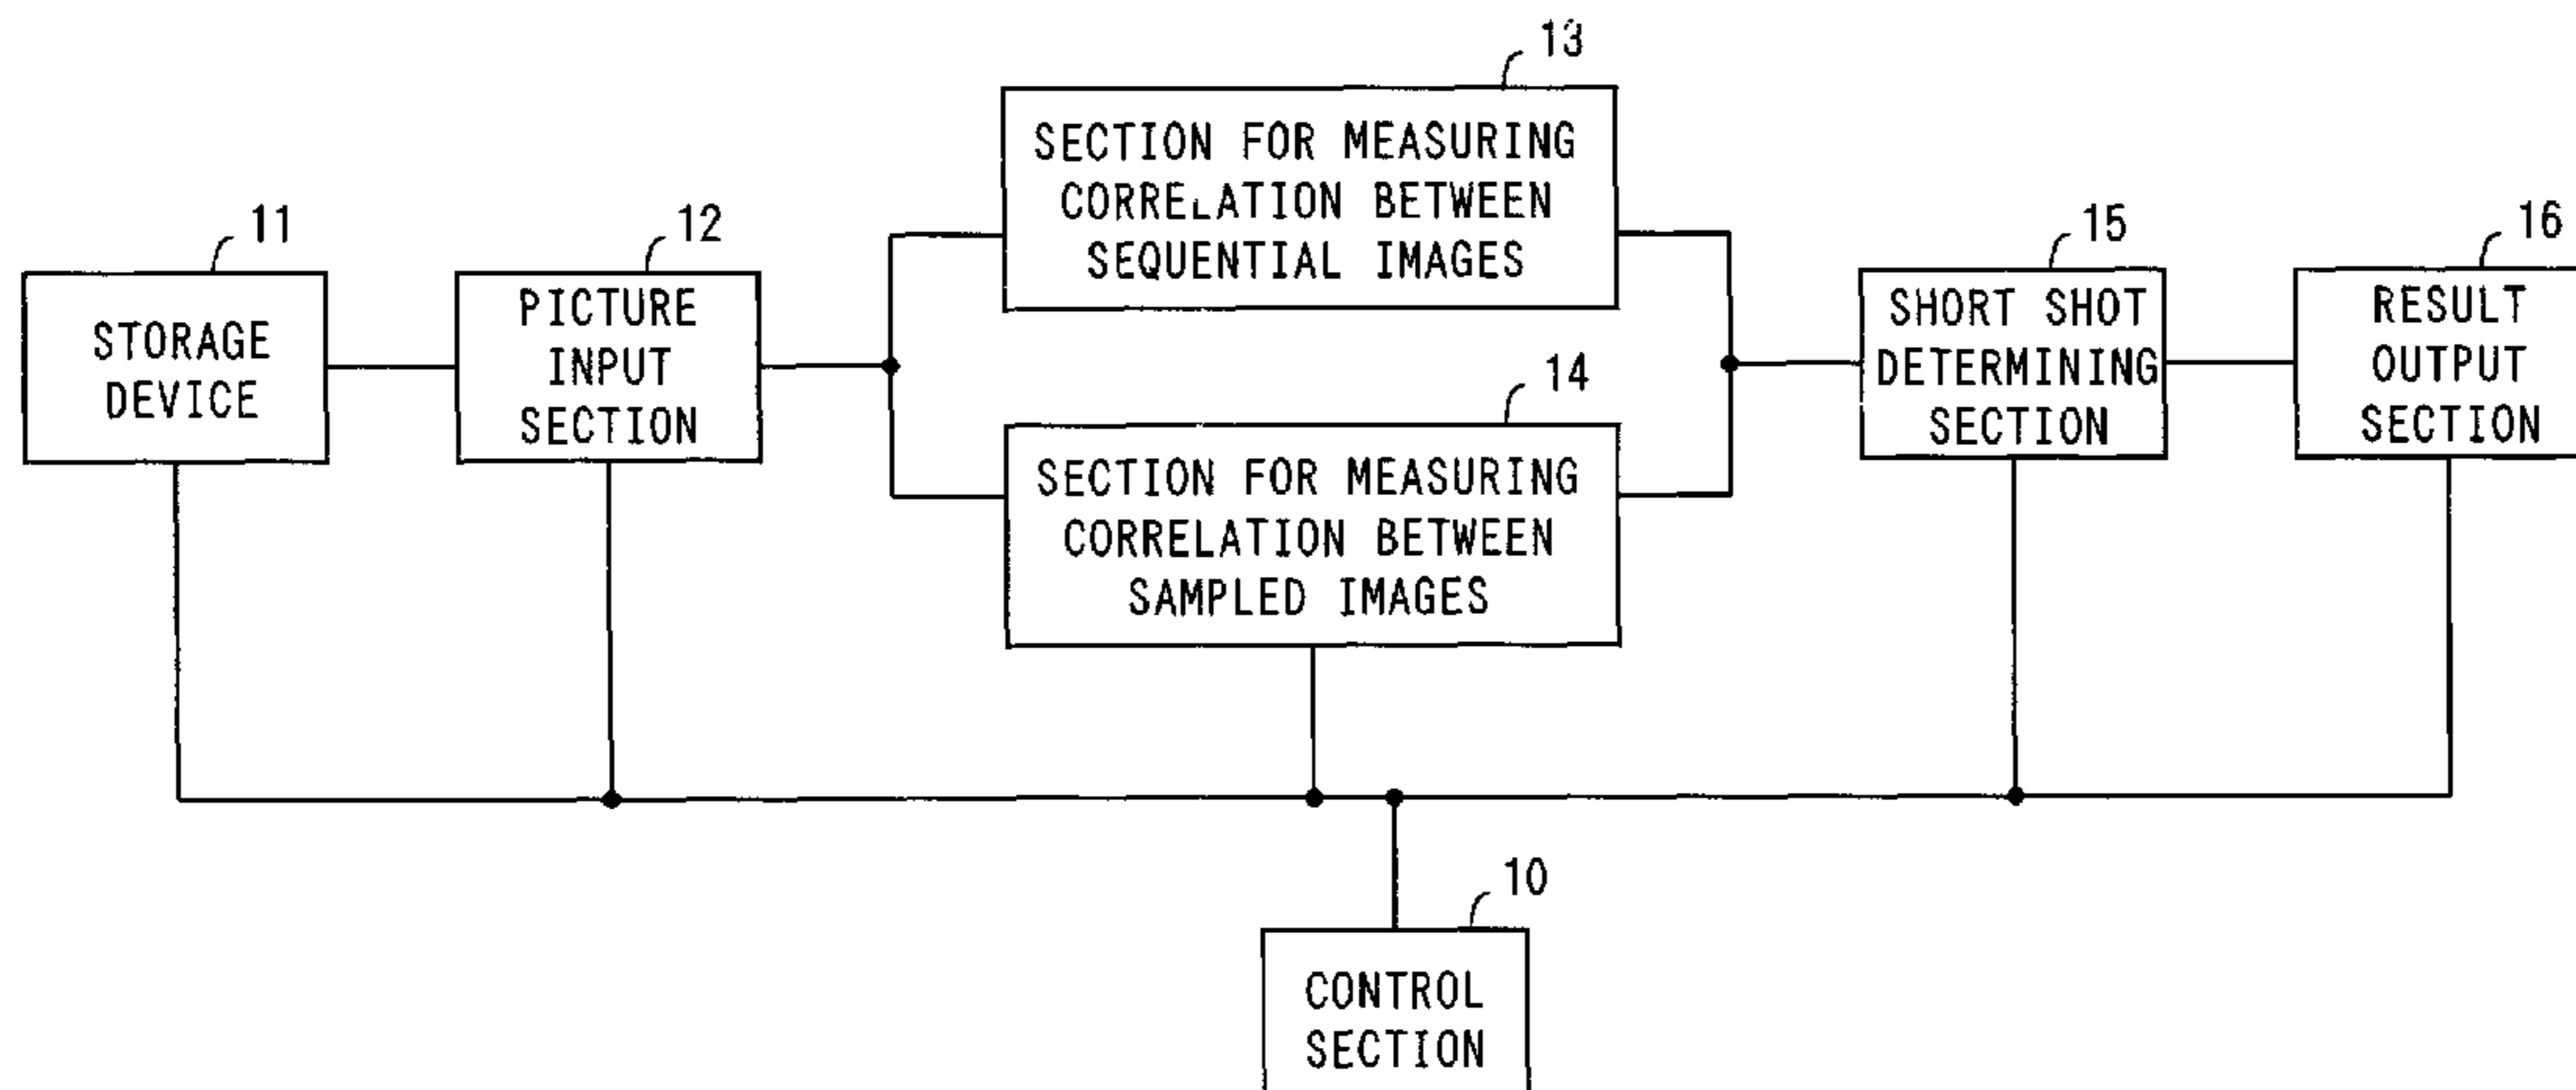 13
SECTION FOR MEASURING
CORRELATION BETWEEN
SEQUENTIAL IMAGES
11
STORAGE
DEVICE
12
PICTURE
INPUT
SECTION
14
SECTION FOR MEASURING
CORRELATION BETWEEN
SAMPLED IMAGES
15
SHORT SHOT
DETERMINING
SECTION
16
RESULT
OUTPUT
SECTION
10
CONTROL
SECTION